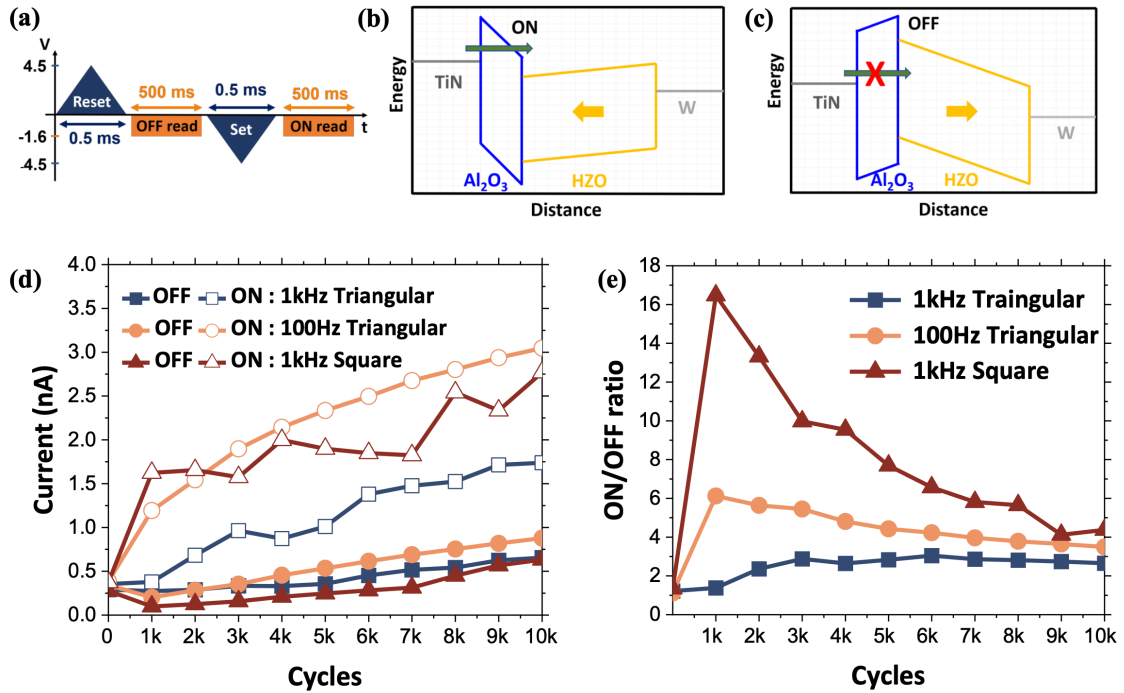 (a)
V
4.5
-1.6
-4.5
Reset
500 ms
0.5 ms
500 ms
0.5 ms
OFF read
Set
ON read
t
(b)
Energy
TiN
ON
W
Al2O3
HZO
Distance
(c)
Energy
TiN
OFF
X
W
Al2O3
HZO
Distance
(d)
Current (nA)
4.0
3.5
3.0
2.5
2.0
1.5
1.0
0.5
0.0
OFF ON : 1kHz Triangular
OFF ON : 100Hz Triangular
OFF ON : 1kHz Square
0 1k 2k 3k 4k 5k 6k 7k 8k 9k 10k
Cycles
(e)
ON/OFF ratio
18
16
14
12
10
8
6
4
2
0
1kHz Traingular
100Hz Triangular
1kHz Square
1k 2k 3k 4k 5k 6k 7k 8k 9k 10k
Cycles